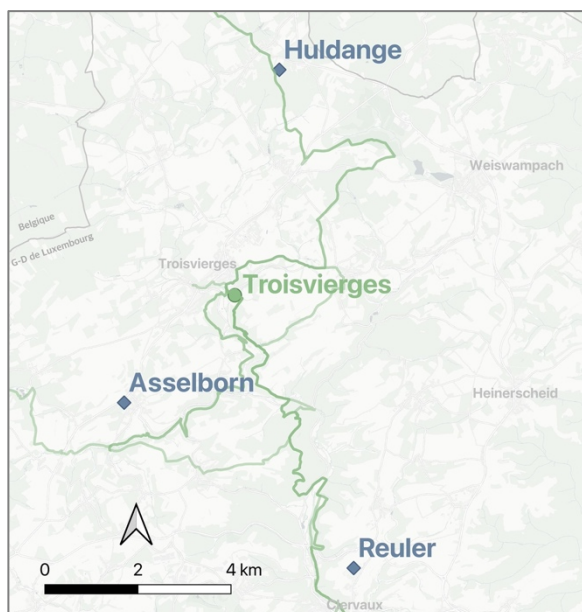 Huldange
Weiswampach
Belgique
G-D de Luxembourg
Troisvierges
Troisvierges
Asselborn
Heinerscheid
Reuler
0 2 4 km
Clervaux